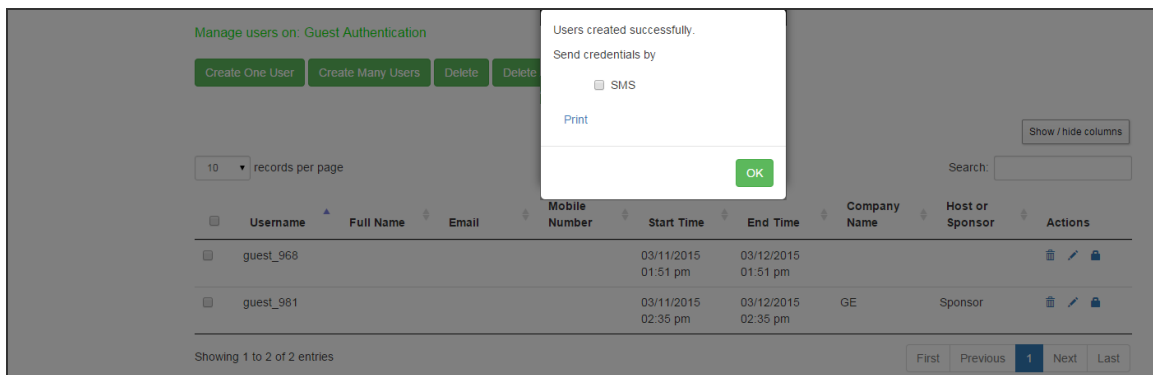 Manage users on: Guest Authentication
Users created successfully.
Send credentials by
SMS
Print
OK
Create One User Create Many Users Delete Delete
Show / hide columns
10 records per page
Search:
Username Full Name Email Mobile Number Start Time End Time Company Name Host or Sponsor Actions
guest_968 03/11/2015 03/12/2015
01:51 pm 01:51 pm
guest_981 03/11/2015 03/12/2015 GE Sponsor
02:35 pm 02:35 pm
Showing 1 to 2 of 2 entries
First Previous 1 Next Last